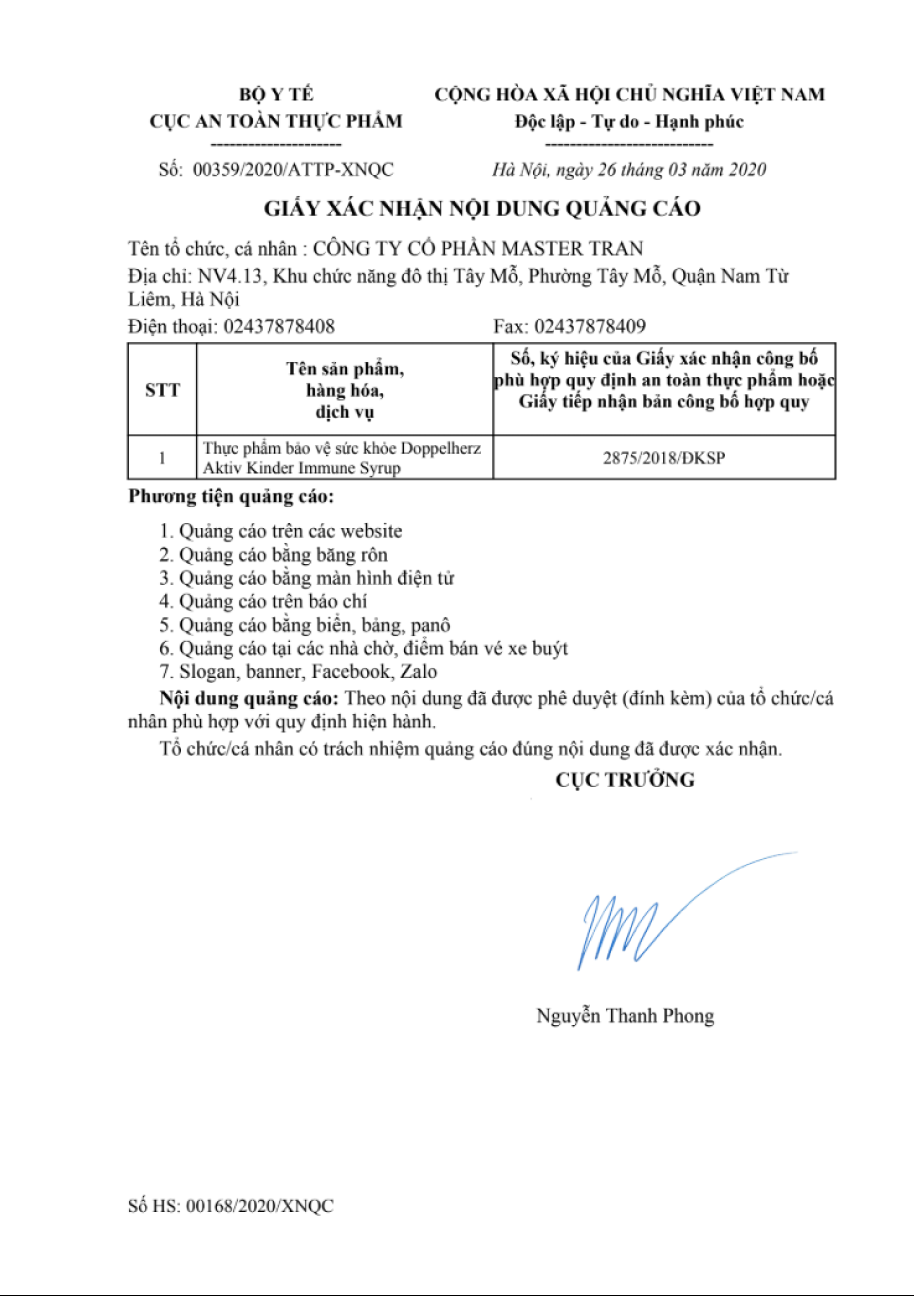 BỘ Y TẾ
CỤC AN TOÀN THỰC PHẨM
---------------------
Số: 00359/2020/ATTP-XNQC
CỘNG HÒA XÃ HỘI CHỦ NGHĨA VIỆT NAM
Độc lập - Tự do - Hạnh phúc
---------------------------
Hà Nội, ngày 26 tháng 03 năm 2020
GIẤY XÁC NHẬN NỘI DUNG QUẢNG CÁO
Tên tổ chức, cá nhân : CÔNG TY CỔ PHẦN MASTER TRAN
Địa chỉ: NV4.13, Khu chức năng đô thị Tây Mỗ, Phường Tây Mỗ, Quận Nam Từ
Liêm, Hà Nội
Điện thoại: 02437878408 Fax: 02437878409
STT
Tên sản phẩm,
hàng hóa,
dịch vụ
Số, ký hiệu của Giấy xác nhận công bố
phù hợp quy định an toàn thực phẩm hoặc
Giấy tiếp nhận bản công bố hợp quy
1
Thực phẩm bảo vệ sức khỏe Doppelherz
Aktiv Kinder Immune Syrup
2875/2018/ĐKSP
Phương tiện quảng cáo:
1. Quảng cáo trên các website
2. Quảng cáo bằng băng rôn
3. Quảng cáo bằng màn hình điện tử
4. Quảng cáo trên báo chí
5. Quảng cáo bằng biển, bảng, panô
6. Quảng cáo tại các nhà chờ, điểm bán vé xe buýt
7. Slogan, banner, Facebook, Zalo
Nội dung quảng cáo: Theo nội dung đã được phê duyệt (đính kèm) của tổ chức/cá
nhân phù hợp với quy định hiện hành.
Tổ chức/cá nhân có trách nhiệm quảng cáo đúng nội dung đã được xác nhận.
CỤC TRƯỞNG
Nguyễn Thanh Phong
Số HS: 00168/2020/XNQC